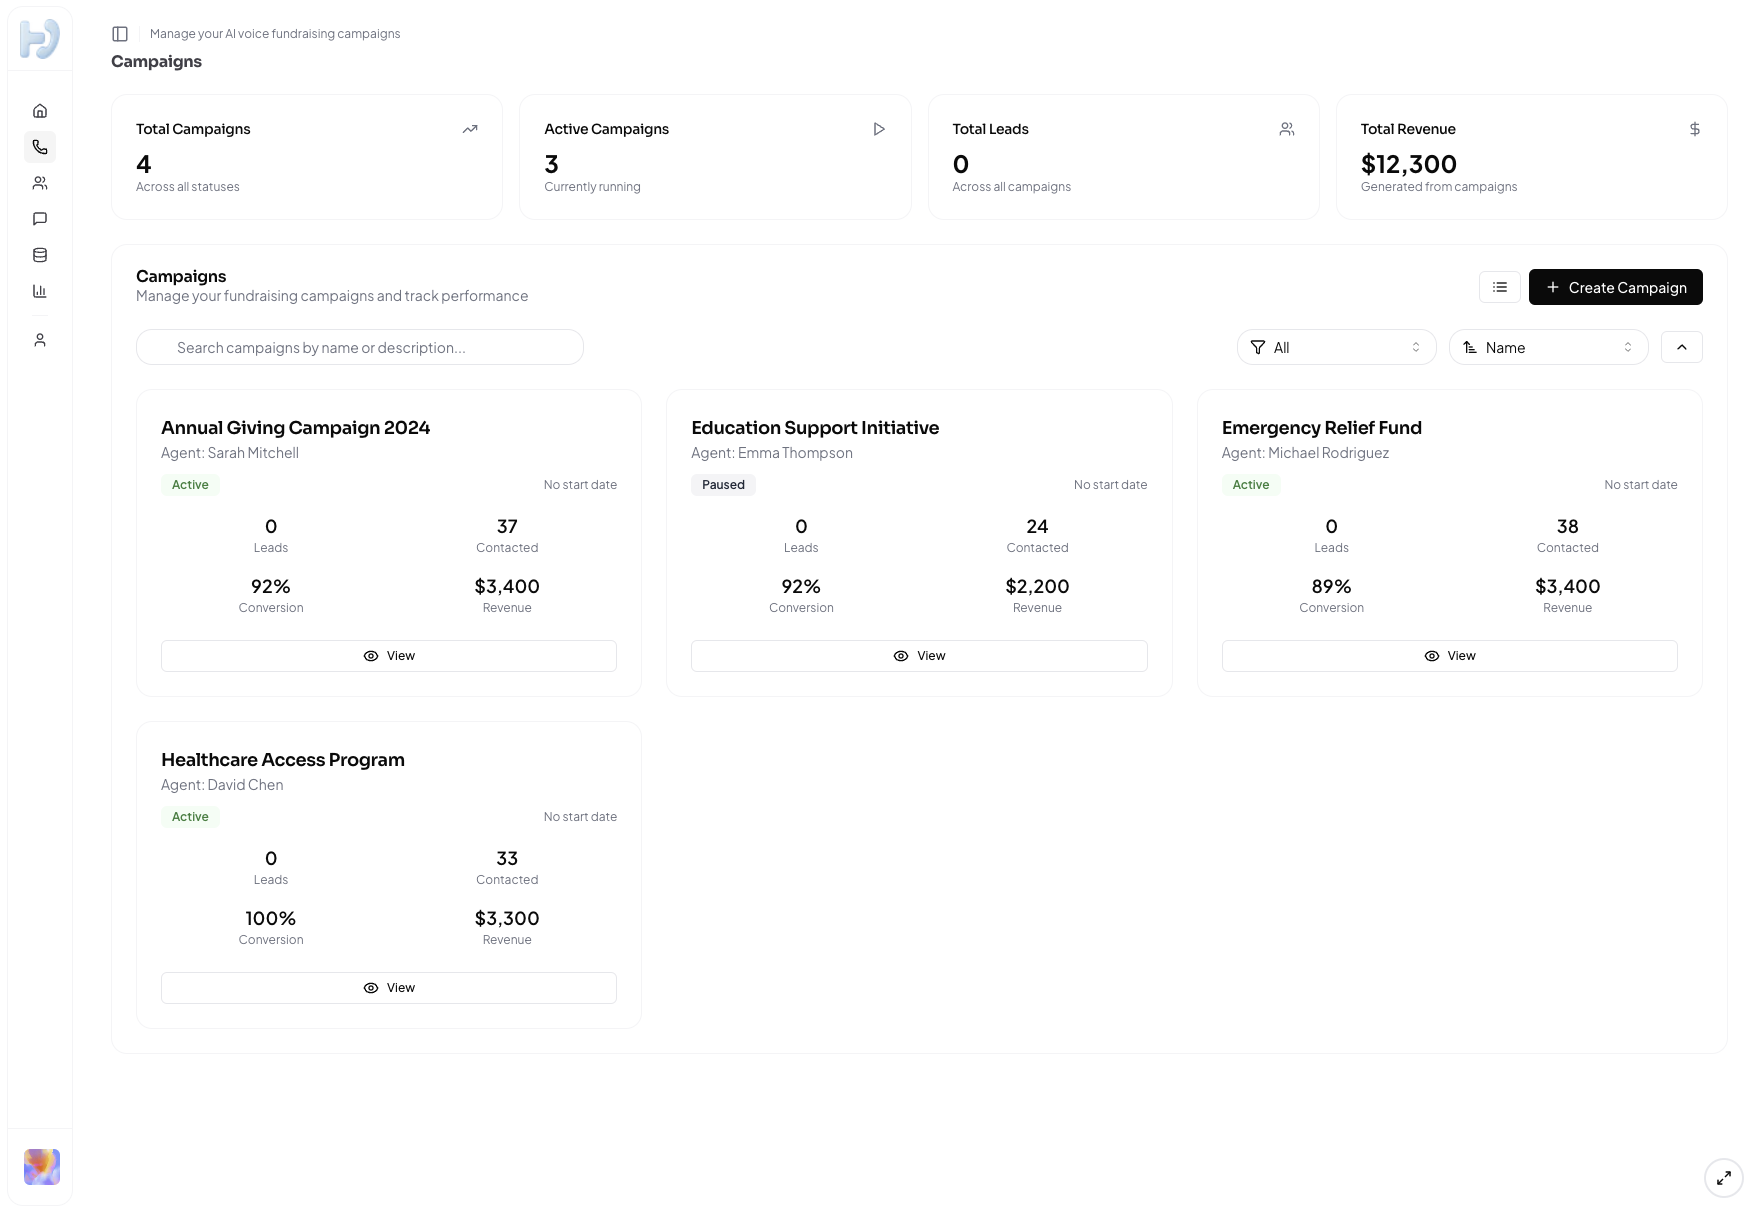 Manage your AI voice fundraising campaigns
Campaigns
Total Campaigns
4
Across all statuses
Active Campaigns
3
Currently running
Total Leads
0
Across all campaigns
Total Revenue
$12,300
Generated from campaigns
Campaigns
Manage your fundraising campaigns and track performance
Create Campaign
Search campaigns by name or description...
All
Name
Annual Giving Campaign 2024
Agent: Sarah Mitchell
Active
No start date
0
Leads
37
Contacted
92%
Conversion
$3,400
Revenue
View
Education Support Initiative
Agent: Emma Thompson
Paused
No start date
0
Leads
24
Contacted
92%
Conversion
$2,200
Revenue
View
Emergency Relief Fund
Agent: Michael Rodriguez
Active
No start date
0
Leads
38
Contacted
89%
Conversion
$3,400
Revenue
View
Healthcare Access Program
Agent: David Chen
Active
No start date
0
Leads
33
Contacted
100%
Conversion
$3,300
Revenue
View